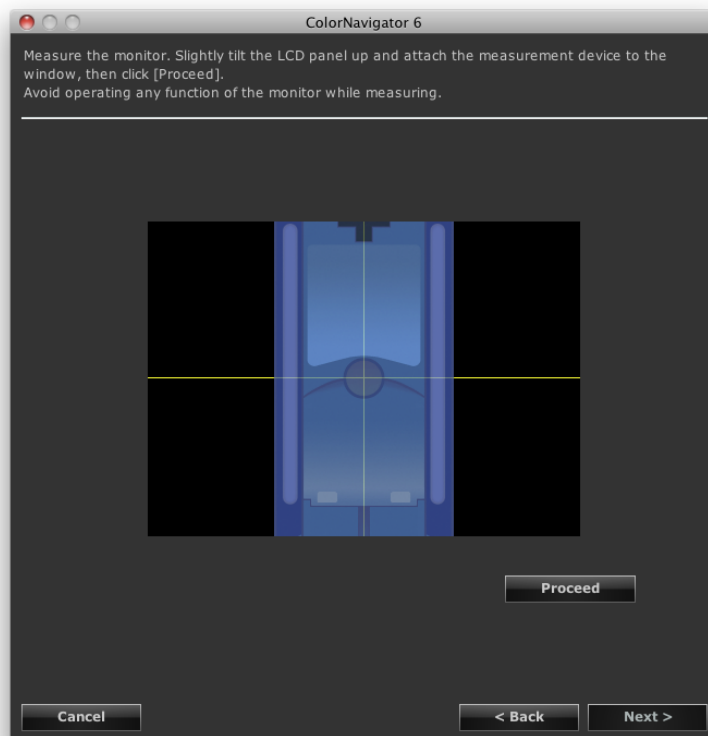 ColorNavigator 6
Measure the monitor. Slightly tilt the LCD panel up and attach the measurement device to the
window, then click [Proceed].
Avoid operating any function of the monitor while measuring.
Proceed
Cancel
< Back
Next >